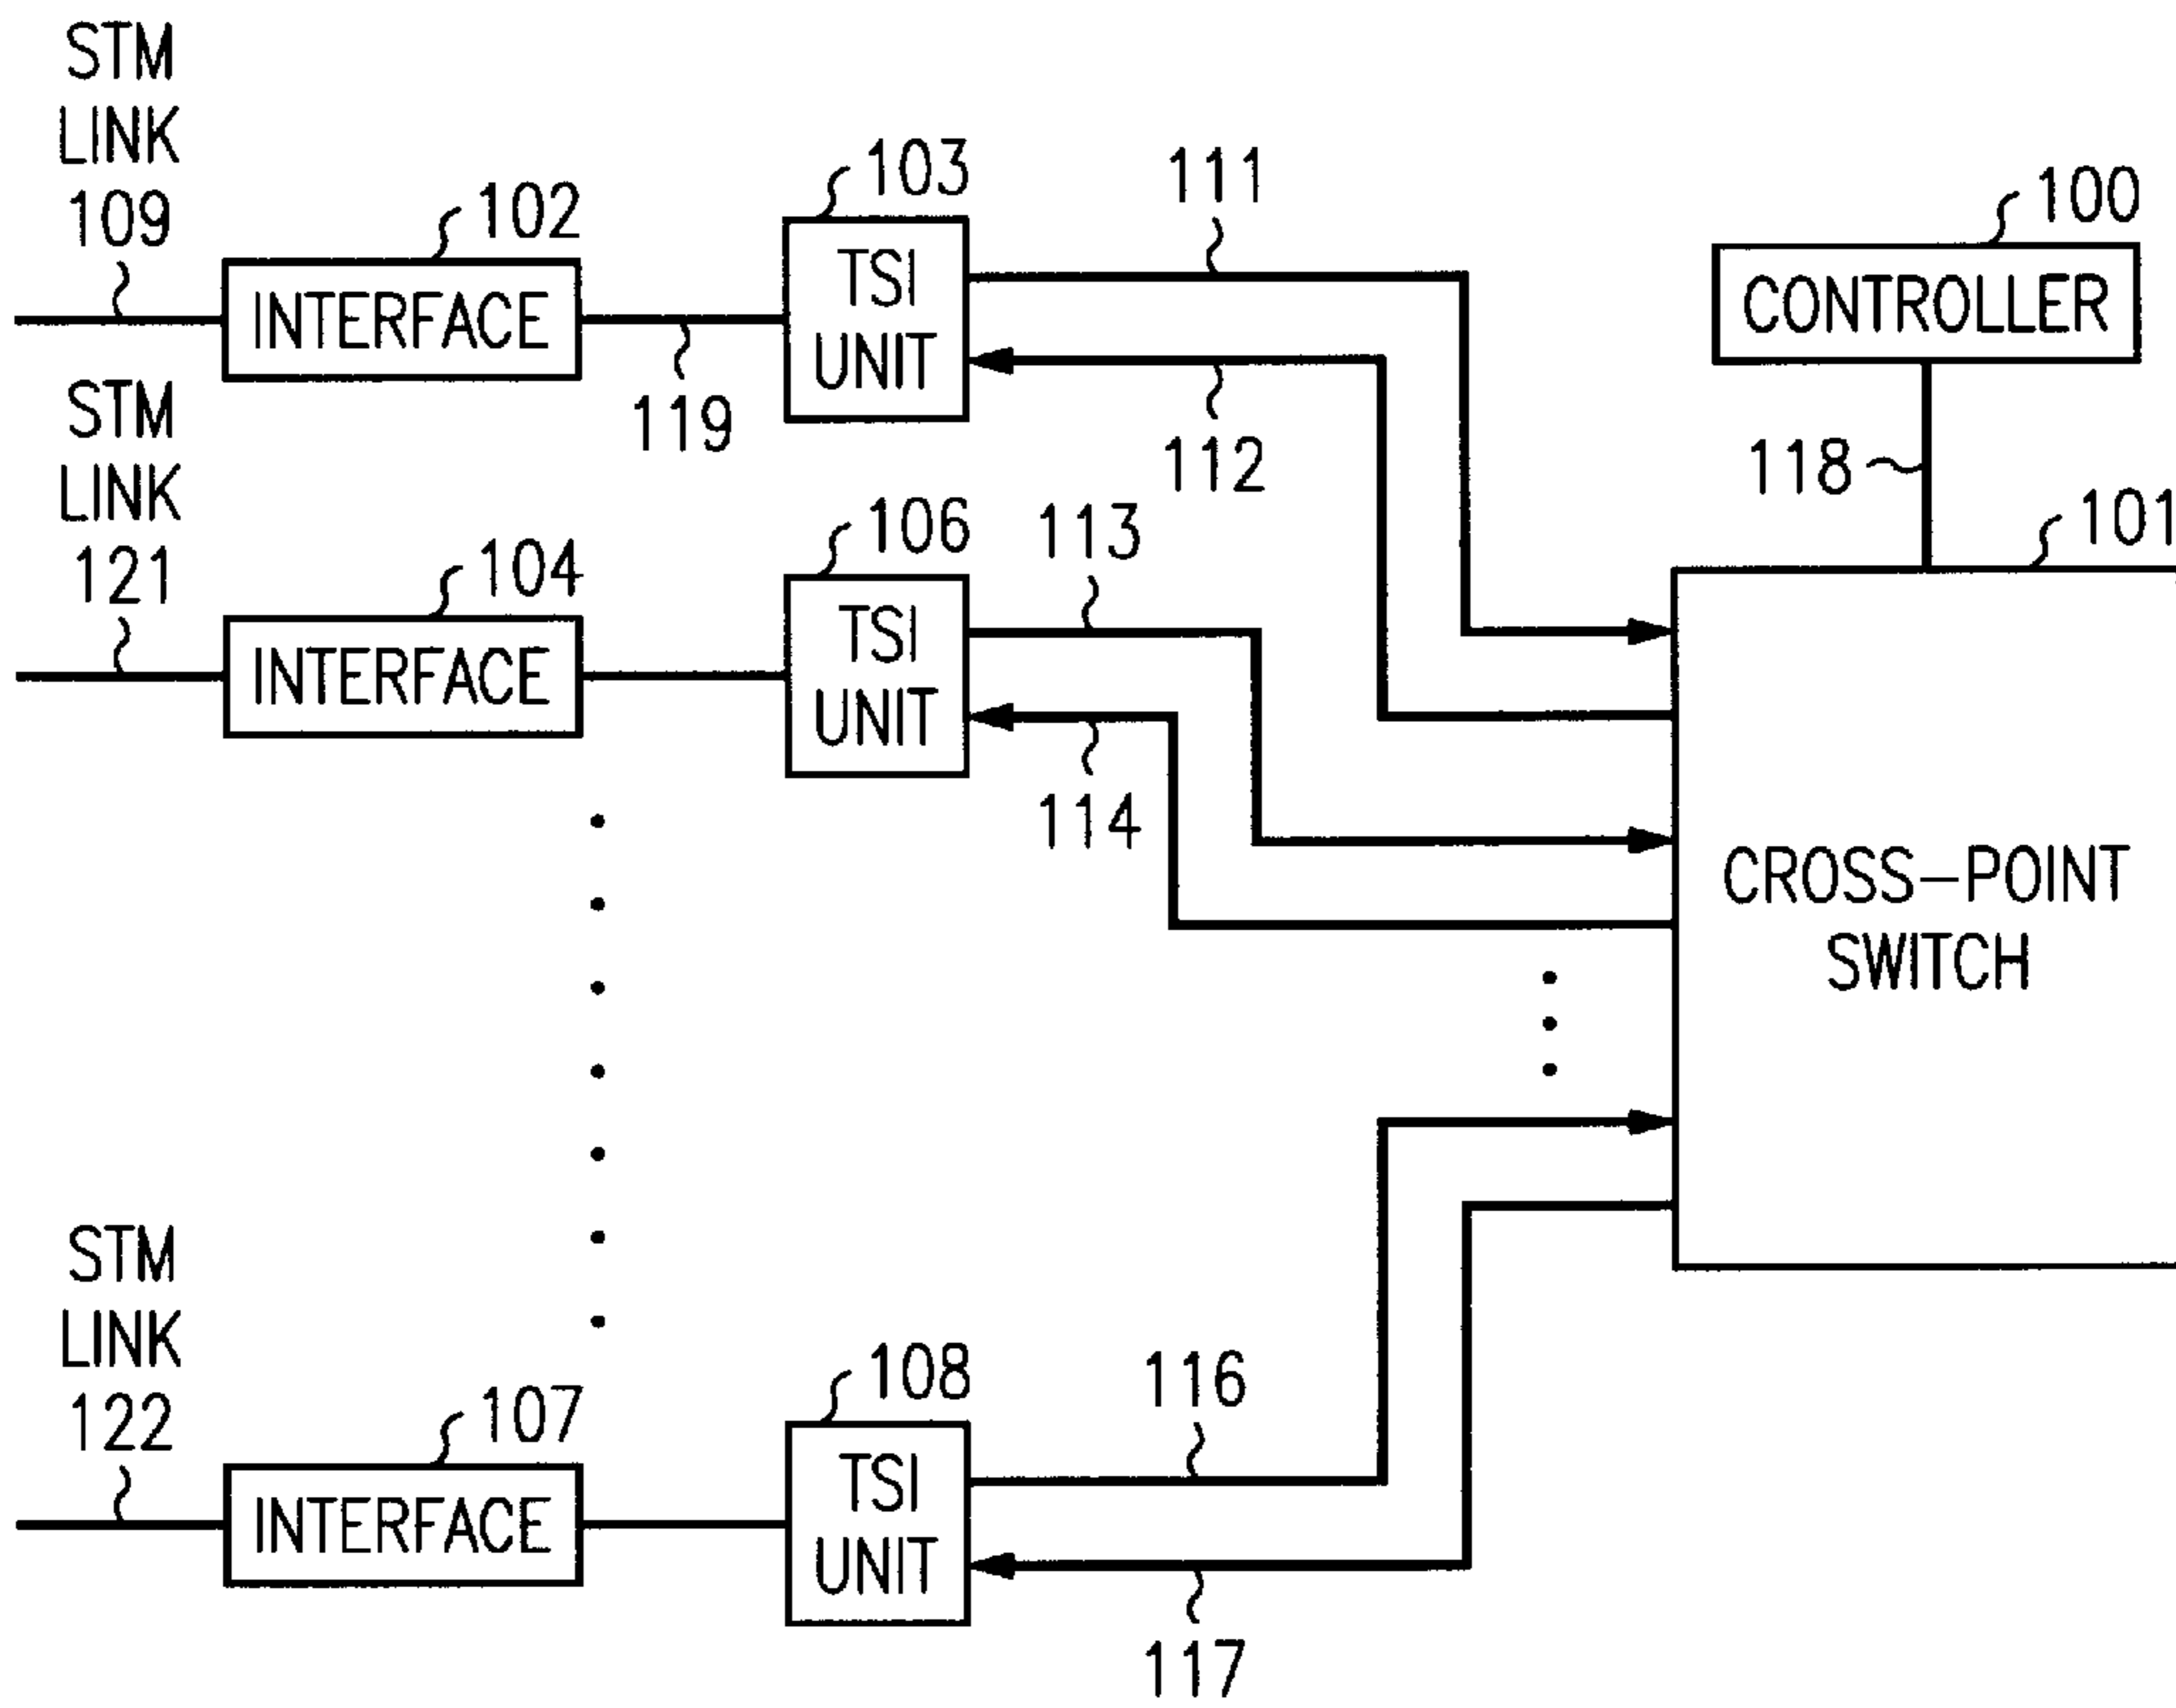 STM
LINK
109
102
INTERFACE
119
103
TSI
UNIT
111
112
100
CONTROLLER
118
101
STM
LINK
121
104
INTERFACE
106
TSI
UNIT
113
114
CROSS-POINT
SWITCH
STM
LINK
122
107
INTERFACE
108
TSI
UNIT
116
117